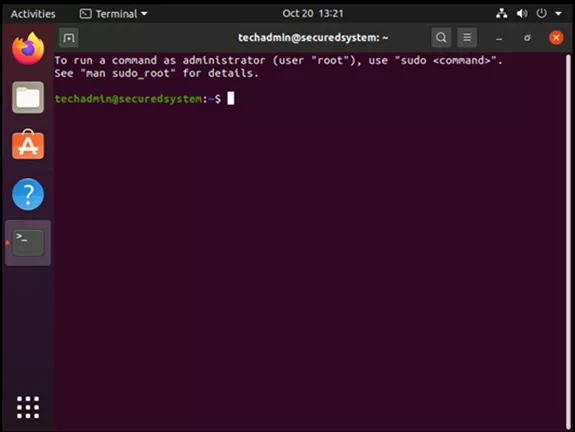 Activities
Terminal
Oct 20 13:21
techadmin@securedsystem: ~
To run a command as administrator (user "root"), use "sudo <command>".
See "man sudo_root" for details.
techadmin@securedsystem:~$
?
>_